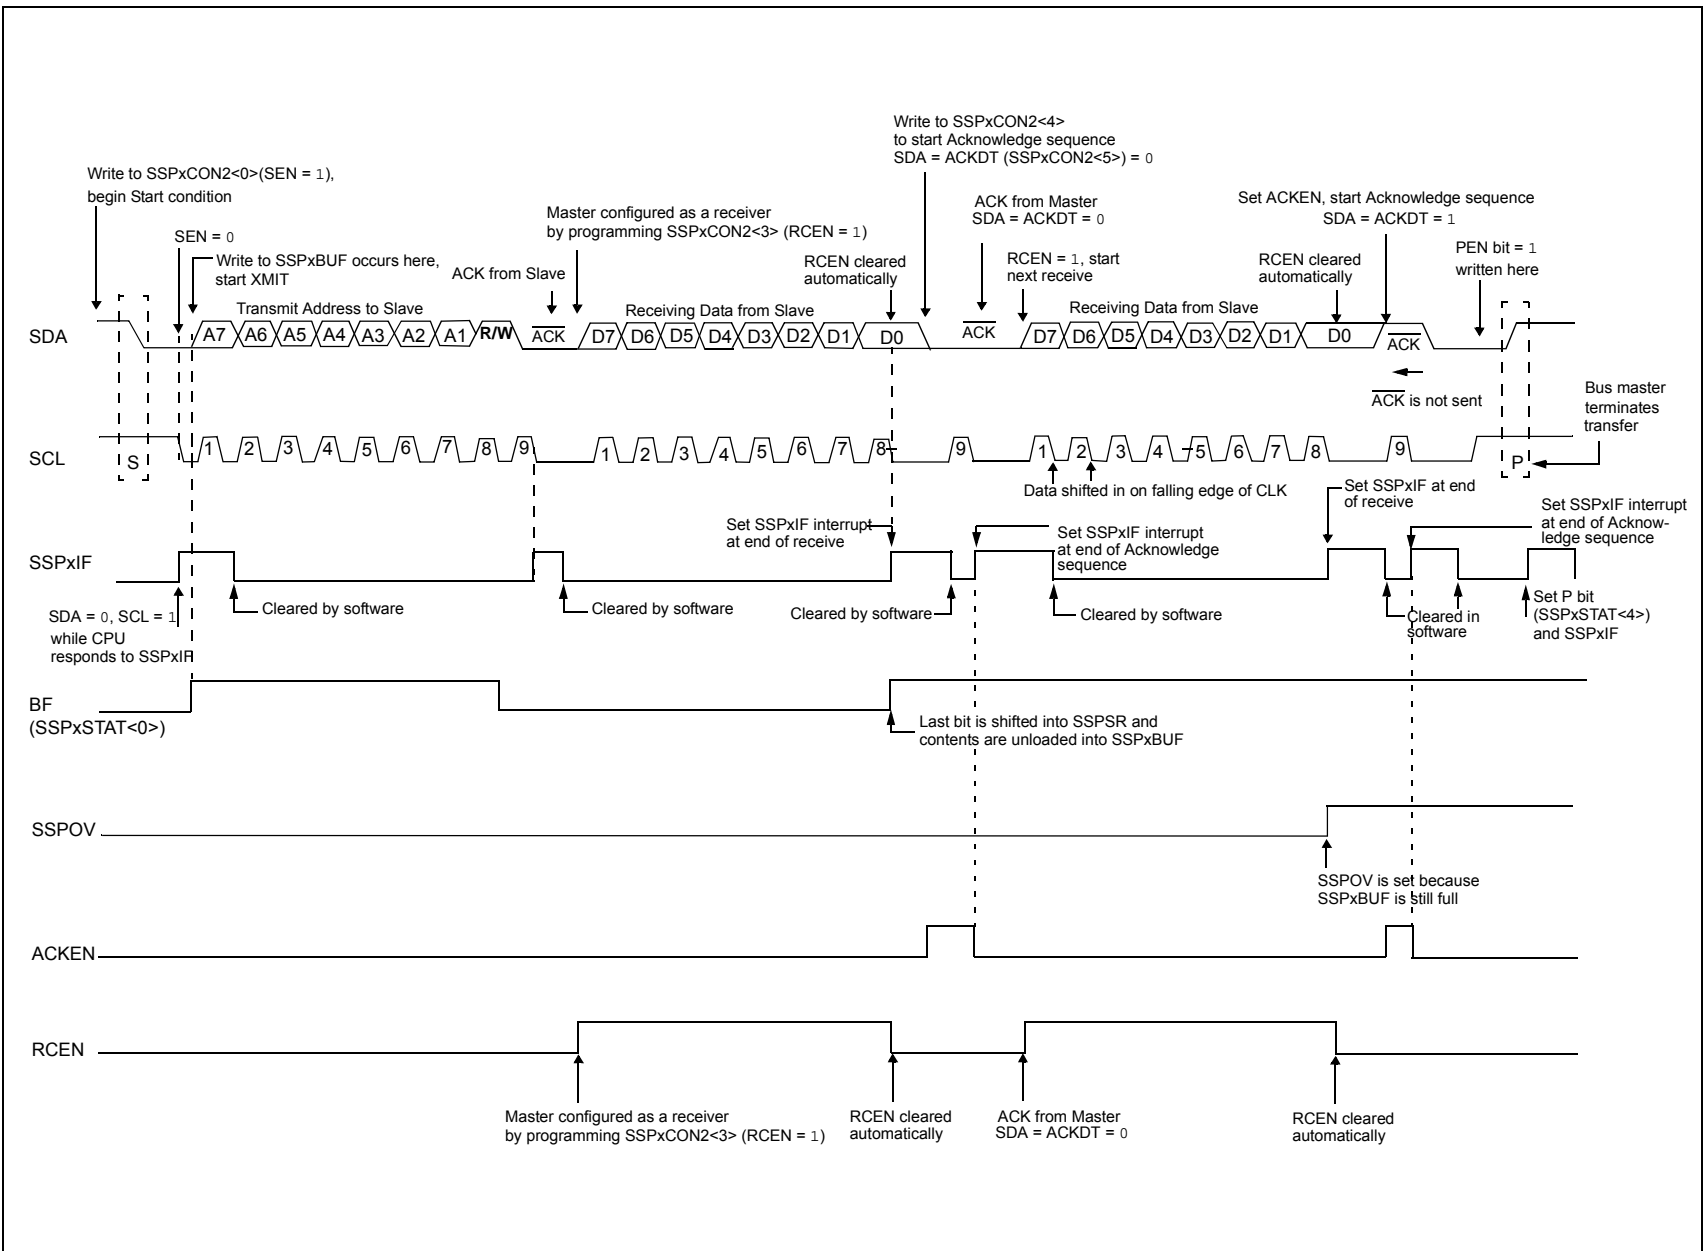 Write to SSPxCON2<4>
to start Acknowledge sequence
SDA = ACKDT (SSPxCON2<5>) = 0
Write to SSPxCON2<0>(SEN = 1),
begin Start condition
ACK from Master
SDA = ACKDT = 0
Set ACKEN, start Acknowledge sequence
SDA = ACKDT = 1
Master configured as a receiver
by programming SSPxCON2<3> (RCEN = 1)
SEN = 0
PEN bit = 1
written here
Write to SSPxBUF occurs here,
start XMIT
ACK from Slave
RCEN cleared
automatically
RCEN = 1, start
next receive
RCEN cleared
automatically
Transmit Address to Slave
Receiving Data from Slave
Receiving Data from Slave
SDA
A7 A6 A5 A4 A3 A2 A1 R/W ACK D7 D6 D5 D4 D3 D2 D1 D0 ACK D7 D6 D5 D4 D3 D2 D1 D0 ACK
ACK is not sent
Bus master
terminates
transfer
SCL
S 1 2 3 4 5 6 7 8 9 1 2 3 4 5 6 7 8 9 1 2 3 4 5 6 7 8 9 P
Data shifted in on falling edge of CLK
Set SSPxIF interrupt
at end of receive
Set SSPxIF interrupt
at end of Acknowledge
sequence
Set SSPxIF at end
of receive
Set SSPxIF interrupt
at end of Acknow-
ledge sequence
SSPxIF
SDA = 0, SCL = 1
while CPU
responds to SSPxIF
Cleared by software
Cleared by software
Cleared by software
Cleared by software
Cleared in
software
Set P bit
(SSPxSTAT<4>)
and SSPxIF
BF
(SSPxSTAT<0>)
Last bit is shifted into SSPSR and
contents are unloaded into SSPxBUF
SSPOV
SSPOV is set because
SSPxBUF is still full
ACKEN
RCEN
Master configured as a receiver
by programming SSPxCON2<3> (RCEN = 1)
RCEN cleared
automatically
ACK from Master
SDA = ACKDT = 0
RCEN cleared
automatically